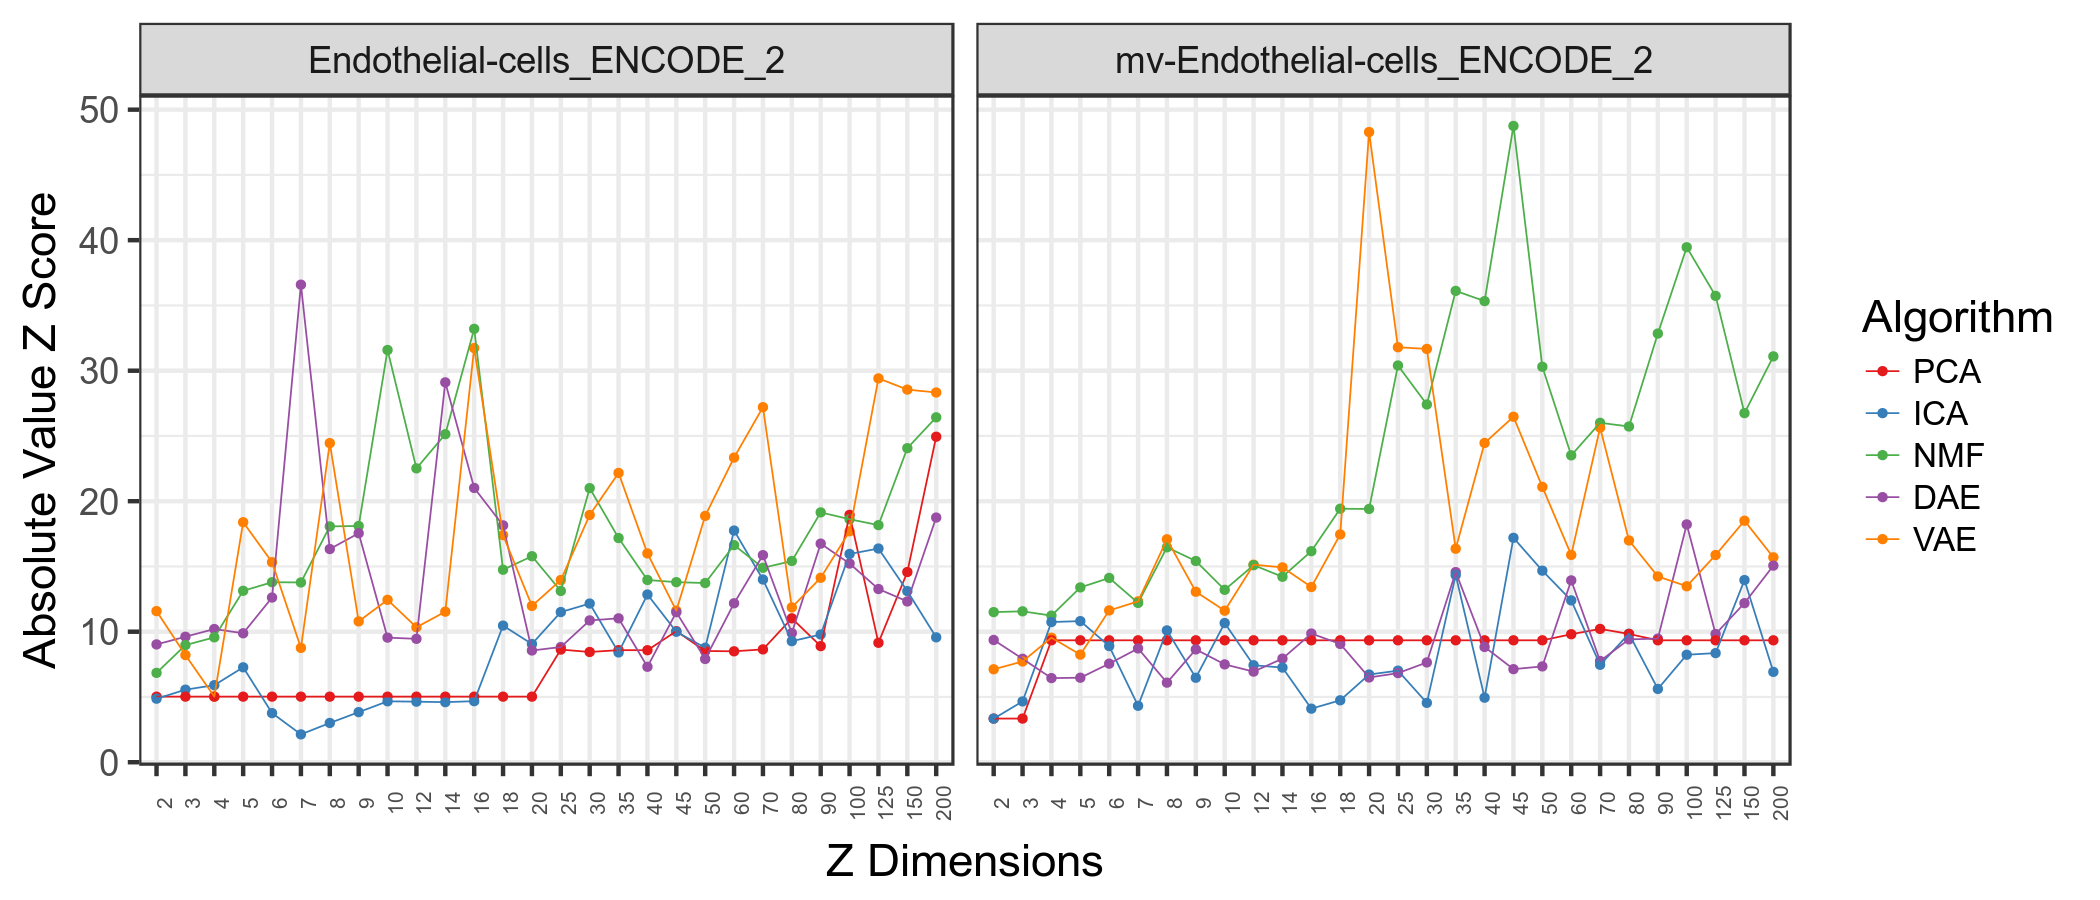 Endothelial-cells_ENCODE_2
mv-Endothelial-cells_ENCODE_2
Absolute Value Z Score
50
40
30
20
10
0
2 3 4 5 6 7 8 9 10 12 14 16 18 20 25 30 35 40 45 50 60 70 80 90 100 125 150 200
2 3 4 5 6 7 8 9 10 12 14 16 18 20 25 30 35 40 45 50 60 70 80 90 100 125 150 200
Z Dimensions
Algorithm
PCA
ICA
NMF
DAE
VAE